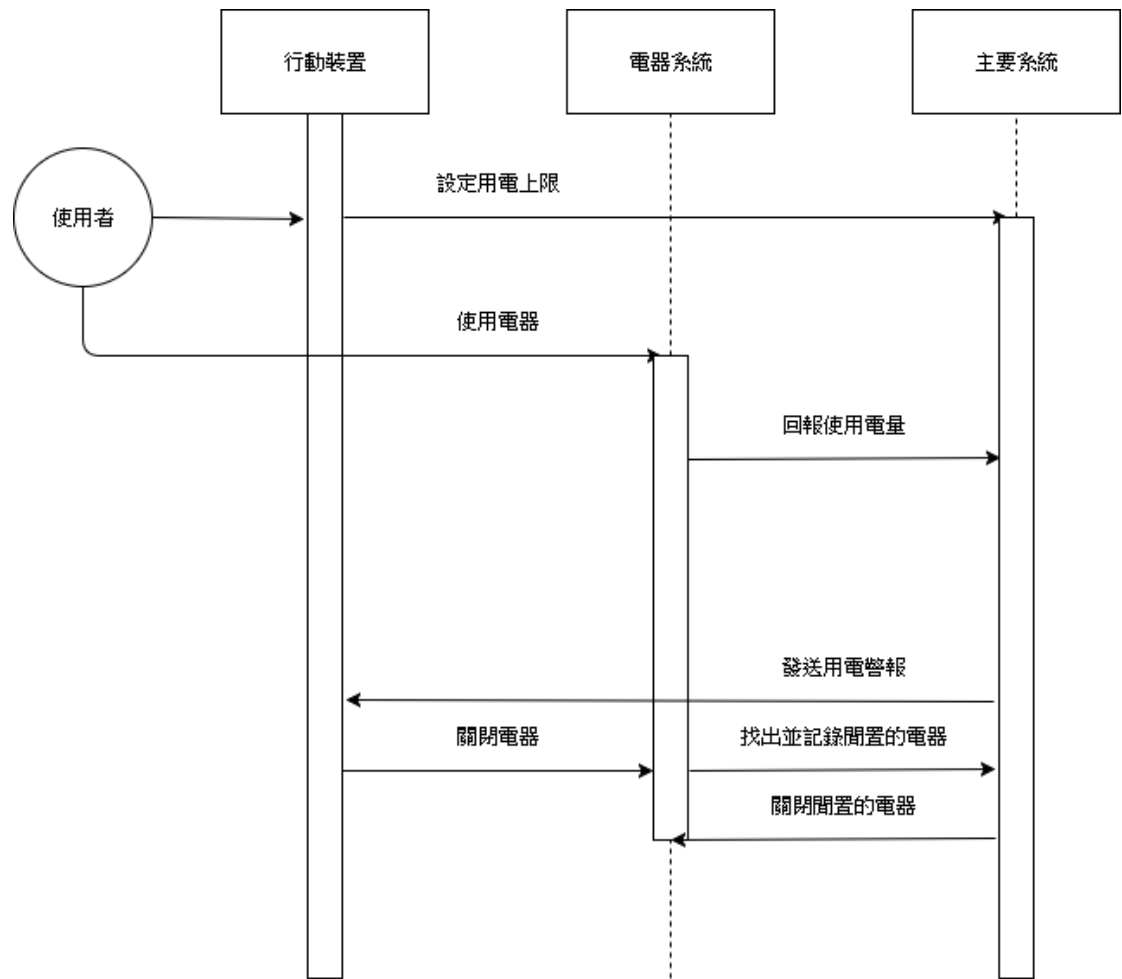 行動裝置
電器系統
主要系統
設定用電上限
使用者
使用電器
回報使用電量
發送用電警報
關閉電器
找出並記錄閒置的電器
關閉閒置的電器